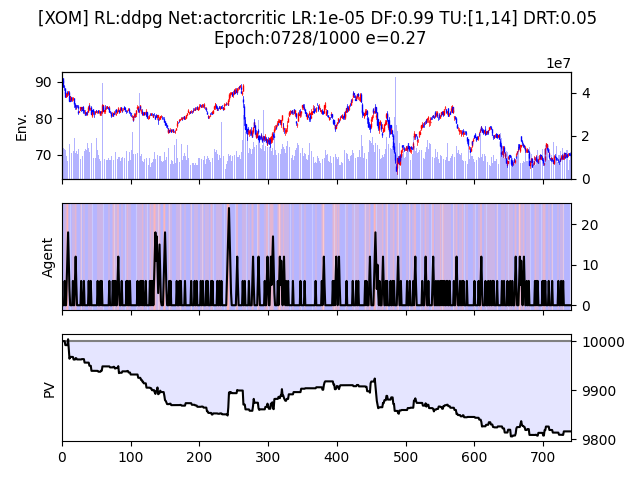 [XOM] RL:ddpg Net:actorcritic LR:1e-05 DF:0.99 TU:[1,14] DRT:0.05
Epoch:0728/1000 e=0.27
1e7
Env.
90
80
70
4
2
0
Agent
20
10
0
PV
10000
9900
9800
0 100 200 300 400 500 600 700